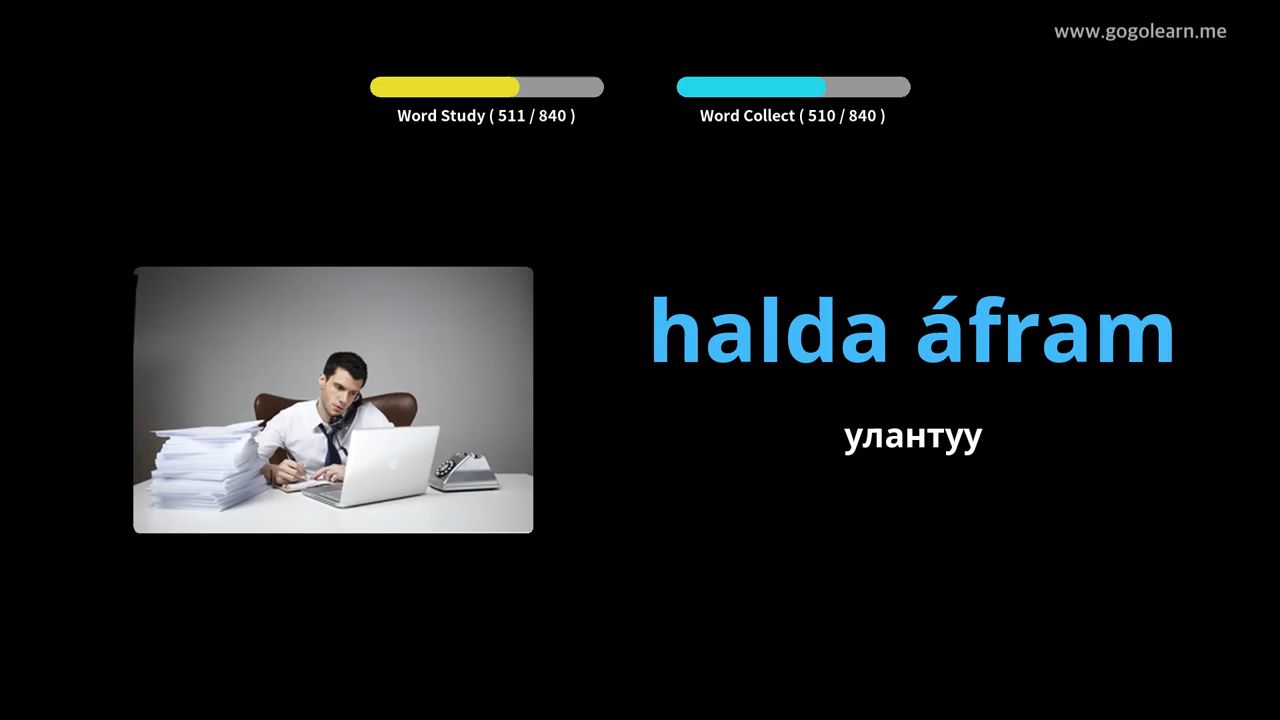 www.gogolearn.me
Word Study ( 511 / 840 )
Word Collect ( 510 / 840 )
halda áfram
улантуу